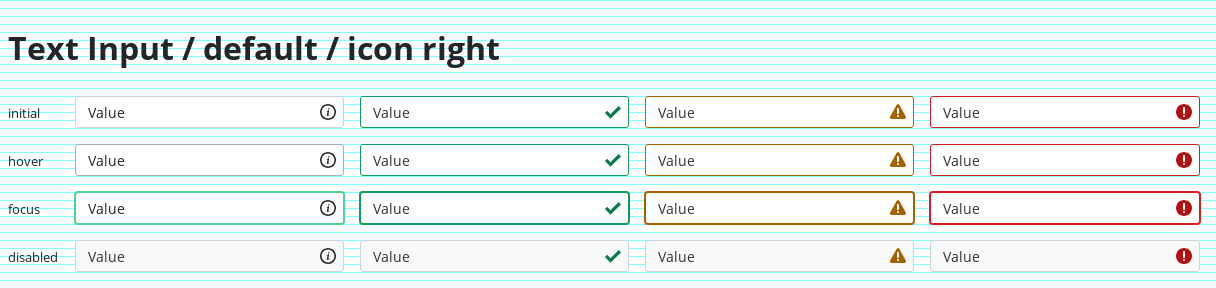 Text Input / default / icon right
initial Value Value Value Value
hover Value Value Value Value
focus Value Value Value Value
disabled Value Value Value Value